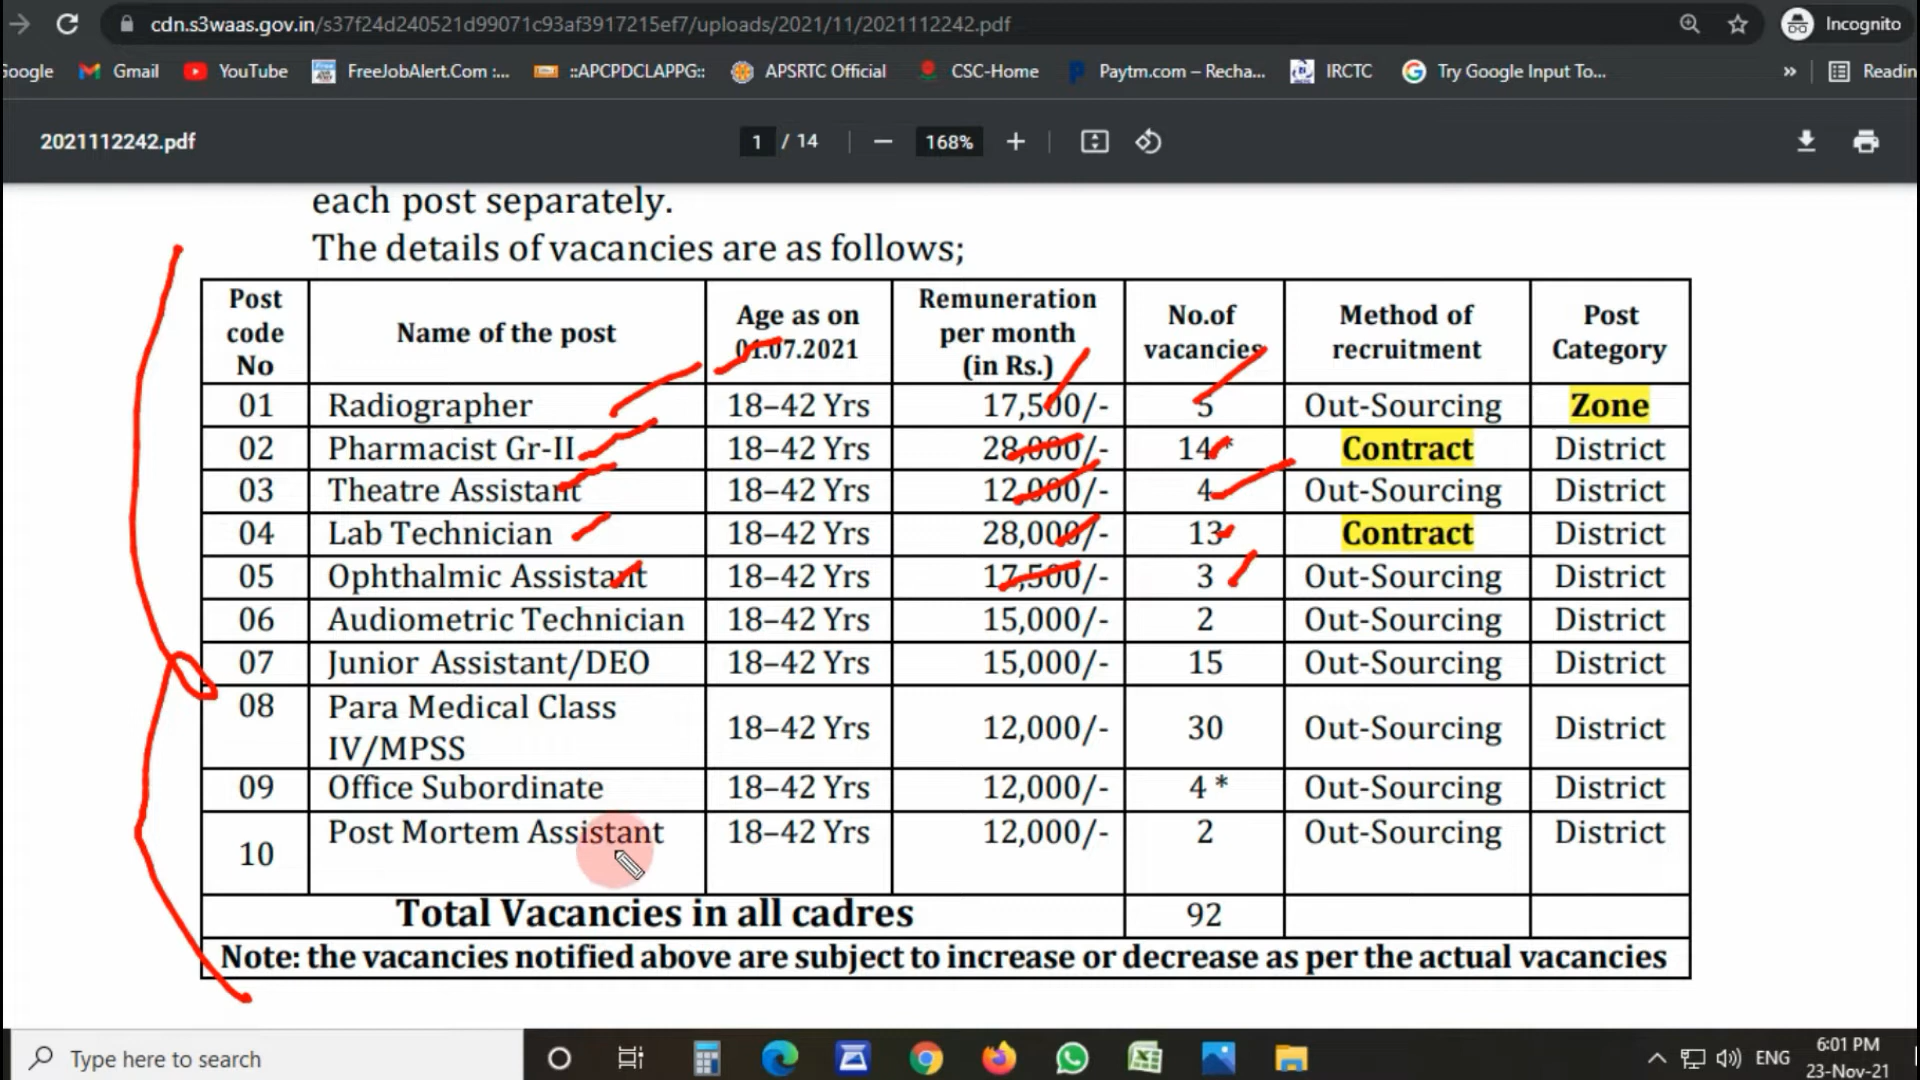 cdn.s3waas.gov.in/s37f24d240521d99071c93af3917215ef7/uploads/2021/11/2021112242.pdf Incognito
Google Gmail YouTube FreeJobAlert.Com :... ::APCPDCLAPPG:: APSRTC Official CSC-Home Paytm.com – Recha... IRCTC Try Google Input To... » Readin
2021112242.pdf 1 / 14 — 168% +
each post separately.
The details of vacancies are as follows;
Post code No Name of the post Age as on 01.07.2021 Remuneration per month (in Rs.) No.of vacancies Method of recruitment Post Category
01 Radiographer 18–42 Yrs 17,500/- 5 Out-Sourcing Zone
02 Pharmacist Gr-II 18–42 Yrs 28,000/- 14* Contract District
03 Theatre Assistant 18–42 Yrs 12,000/- 4 Out-Sourcing District
04 Lab Technician 18–42 Yrs 28,000/- 13 Contract District
05 Ophthalmic Assistant 18–42 Yrs 17,500/- 3 Out-Sourcing District
06 Audiometric Technician 18–42 Yrs 15,000/- 2 Out-Sourcing District
07 Junior Assistant/DEO 18–42 Yrs 15,000/- 15 Out-Sourcing District
08 Para Medical Class IV/MPSS 18–42 Yrs 12,000/- 30 Out-Sourcing District
09 Office Subordinate 18–42 Yrs 12,000/- 4 * Out-Sourcing District
10 Post Mortem Assistant 18–42 Yrs 12,000/- 2 Out-Sourcing District
Total Vacancies in all cadres 92
Note: the vacancies notified above are subject to increase or decrease as per the actual vacancies
Type here to search ENG 6:01 PM
23-Nov-21